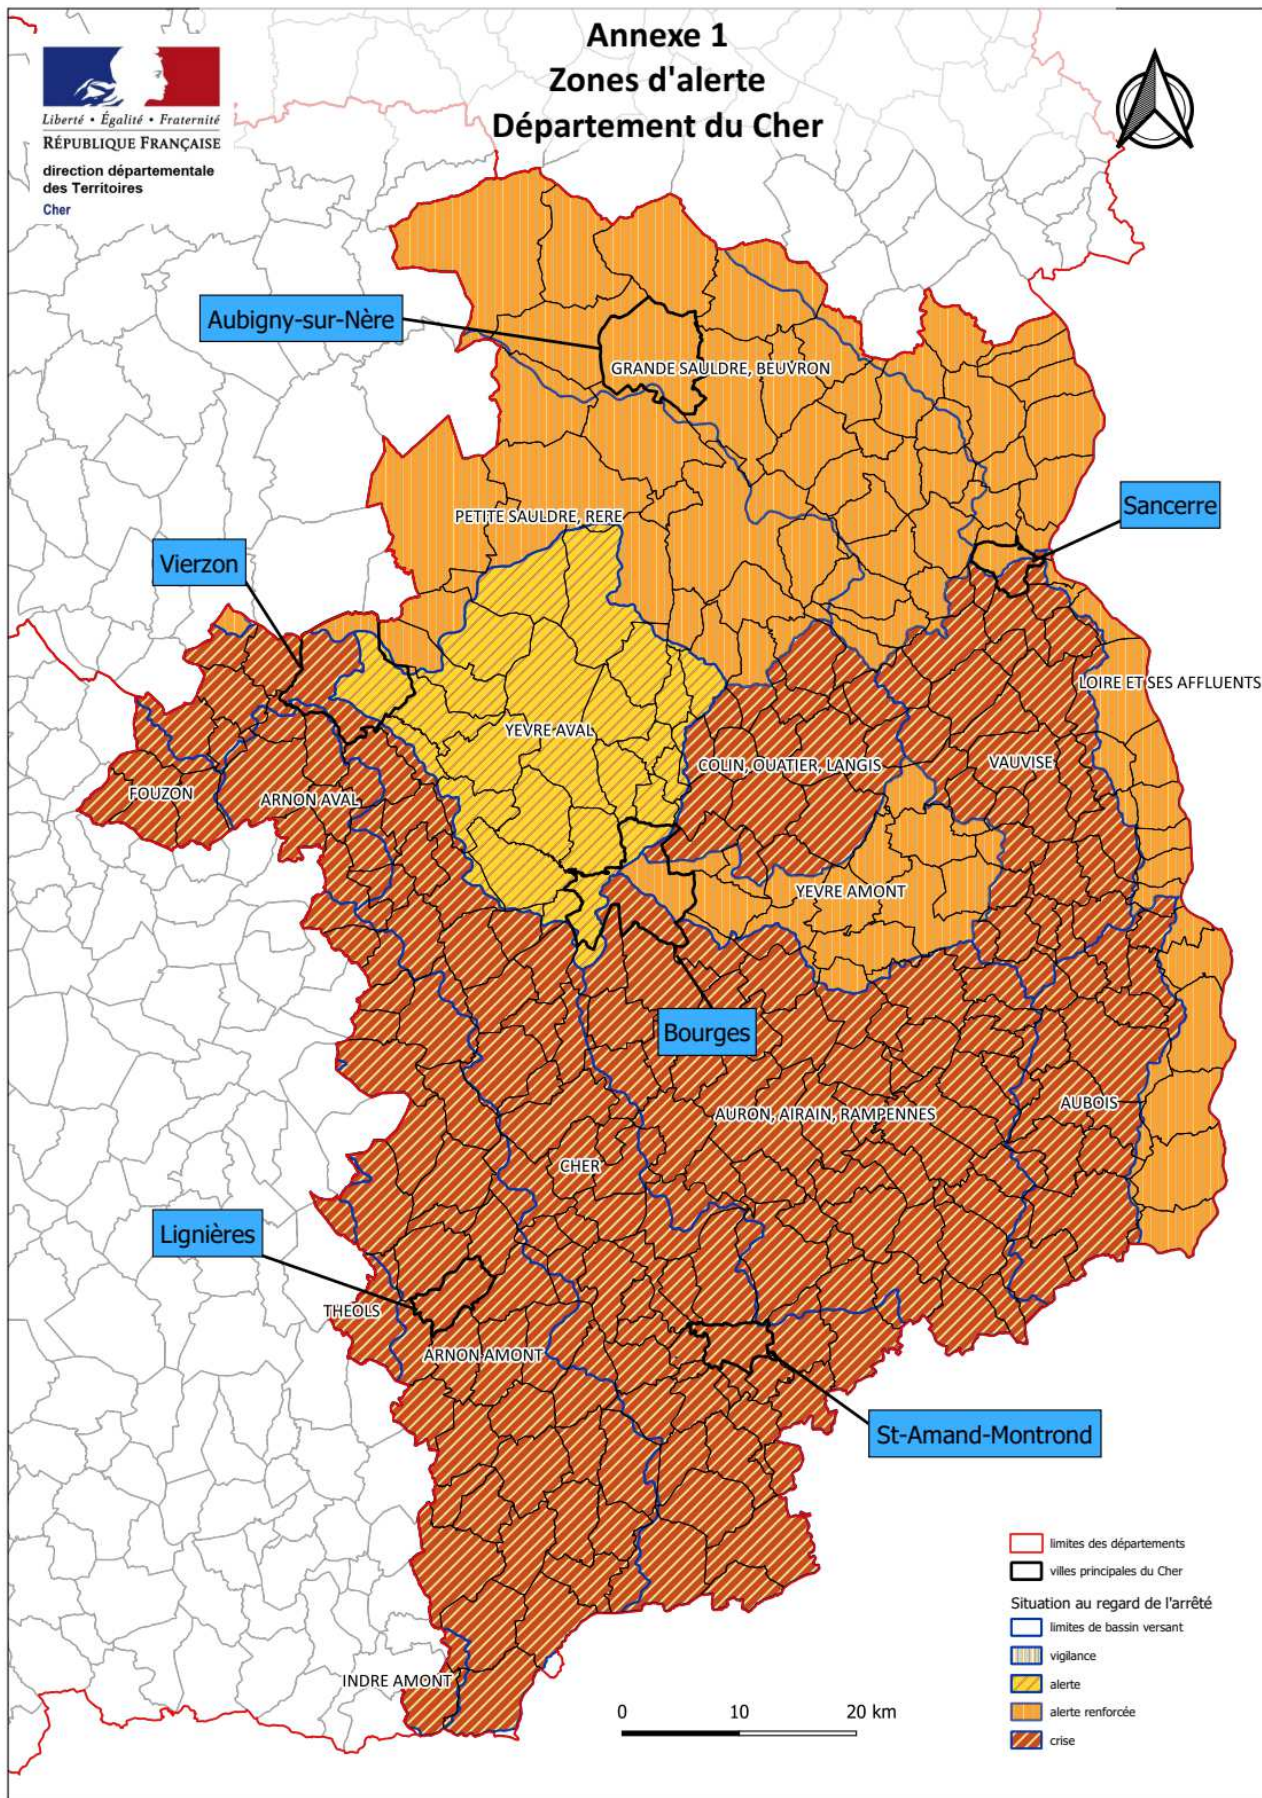 Annexe 1
Zones d'alerte
Département du Cher
Liberté • Égalité • Fraternité
RÉPUBLIQUE FRANÇAISE
direction départementale
des Territoires
Cher
Aubigny-sur-Nère
GRANDE SAULDRE, BEUVRON
Sancerre
PETITE SAULDRE, RERE
Vierzon
LOIRE ET SES AFFLUENTS
YEVRE AVAL
COLIN, OUATIER, LANGIS
VAUVISE
FOUZON
ARNON AVAL
YEVRE AMONT
Bourges
AURON, AIRAIN, RAMPENNES
AUBOIS
CHER
Lignières
THEOLS
ARNON AMONT
St-Amand-Montrond
INDRE AMONT
limites des départements
villes principales du Cher
Situation au regard de l'arrêté
limites de bassin versant
vigilance
alerte
alerte renforcée
crise
0 10 20 km